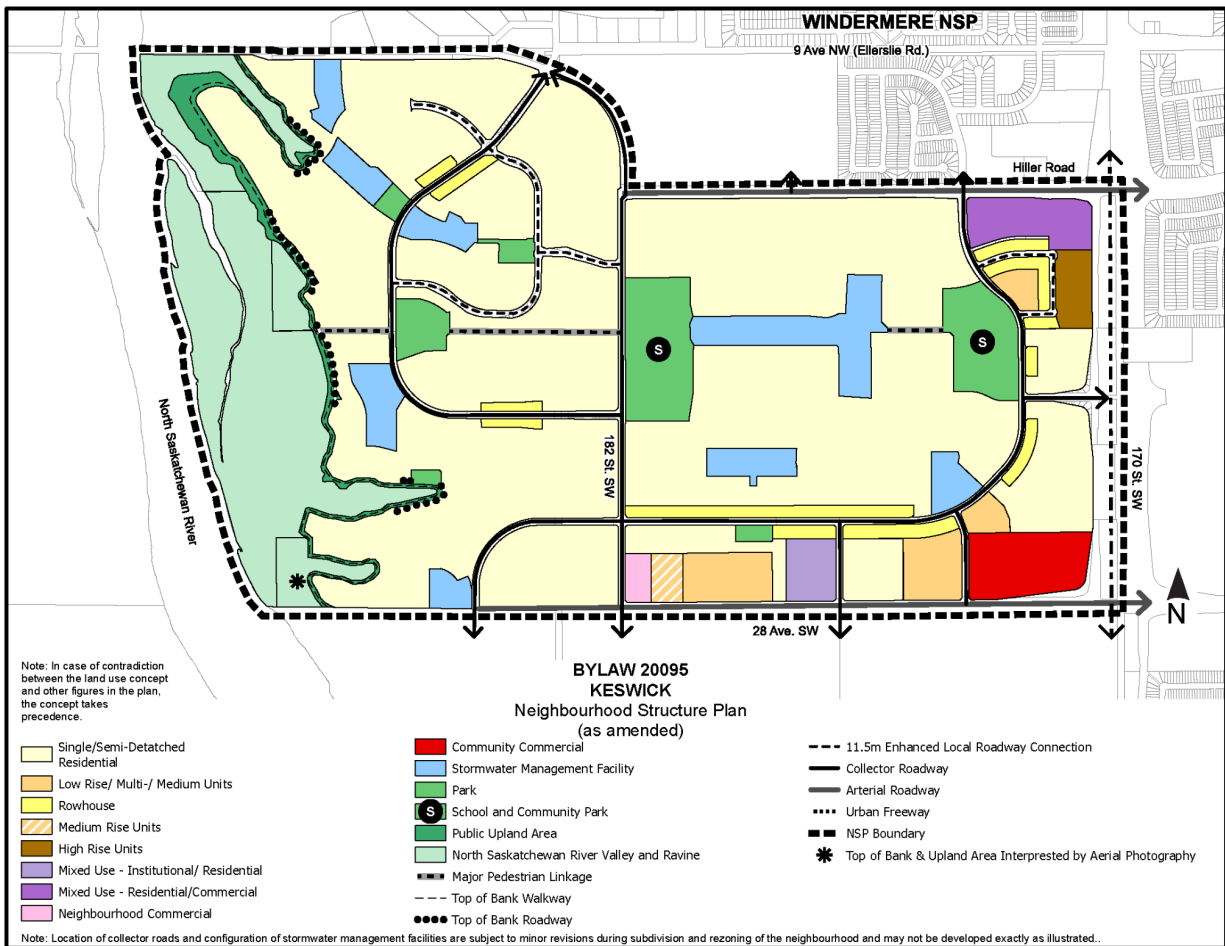 WINDERMERE NSP
9 Ave NW (Ellerslie Rd.)
Hiller Road
S
S
North Saskatchewan River
182 St. SW
170 St. SW
28 Ave. SW
N
Note: In case of contradiction
between the land use concept
and other figures in the plan,
the concept takes
precedence.
BYLAW 20095
KESWICK
Neighbourhood Structure Plan
(as amended)
Single/Semi-Detatched
Residential
Low Rise/ Multi-/ Medium Units
Rowhouse
Medium Rise Units
High Rise Units
Mixed Use - Institutional/ Residential
Mixed Use - Residential/Commercial
Neighbourhood Commercial
Community Commercial
Stormwater Management Facility
Park
S School and Community Park
Public Upland Area
North Saskatchewan River Valley and Ravine
Major Pedestrian Linkage
Top of Bank Walkway
Top of Bank Roadway
11.5m Enhanced Local Roadway Connection
Collector Roadway
Arterial Roadway
Urban Freeway
NSP Boundary
Top of Bank & Upland Area Interprested by Aerial Photography
Note: Location of collector roads and configuration of stormwater management facilities are subject to minor revisions during subdivision and rezoning of the neighbourhood and may not be developed exactly as illustrated..